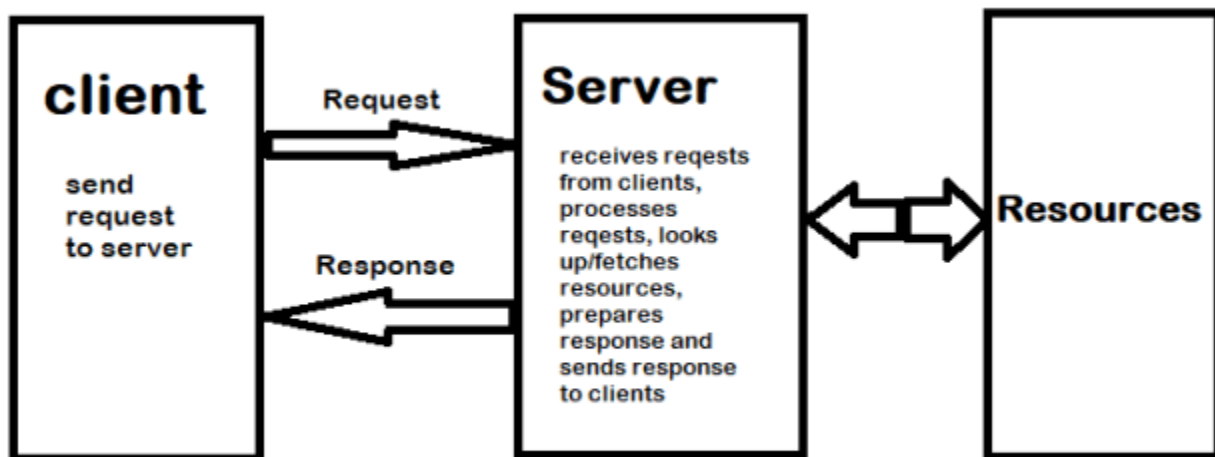 client
send
request
to server
Request
Response
Server
receives reqests
from clients,
processes
reqests, looks
up/fetches
resources,
prepares
response and
sends response
to clients
Resources